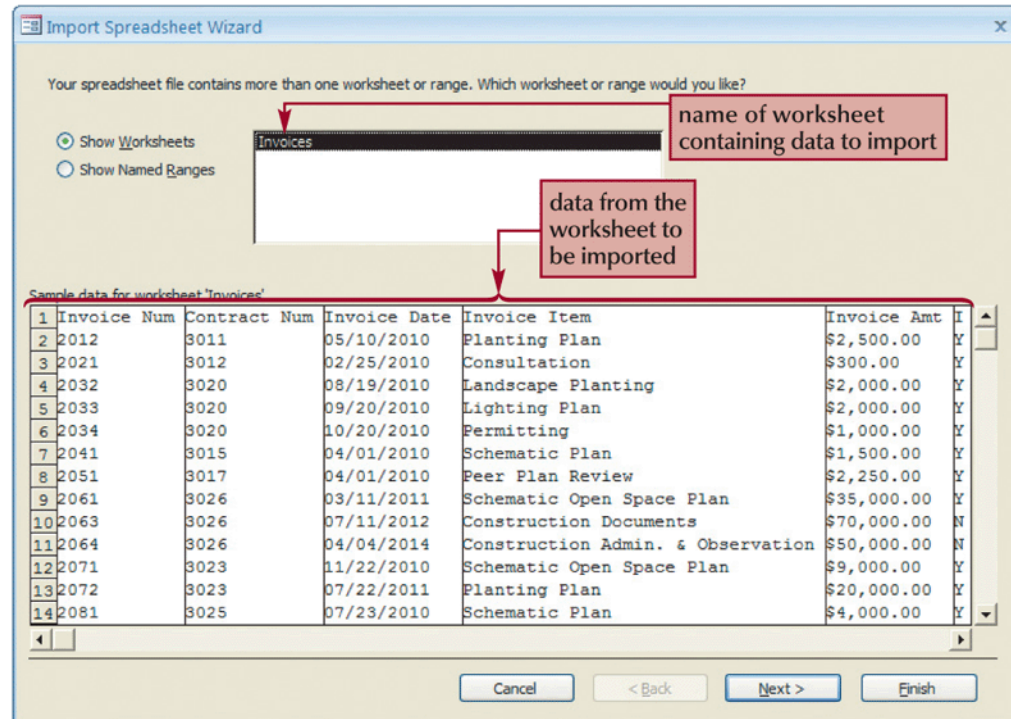 Import Spreadsheet Wizard
x
Your spreadsheet file contains more than one worksheet or range. Which worksheet or range would you like?
name of worksheet
containing data to import
Show Worksheets
Show Named Ranges
Invoices
data from the
worksheet to
be imported
Sample data for worksheet 'Invoices'.
1 Invoice Num Contract Num Invoice Date Invoice Item Invoice Amt I
2 2012 3011 05/10/2010 Planting Plan $2,500.00 Y
3 2021 3012 02/25/2010 Consultation $300.00 Y
4 2032 3020 08/19/2010 Landscape Planting $2,000.00 Y
5 2033 3020 09/20/2010 Lighting Plan $2,000.00 Y
6 2034 3020 10/20/2010 Permitting $1,000.00 Y
7 2041 3015 04/01/2010 Schematic Plan $1,500.00 Y
8 2051 3017 04/01/2010 Peer Plan Review $2,250.00 Y
9 2061 3026 03/11/2011 Schematic Open Space Plan $35,000.00 Y
10 2063 3026 07/11/2012 Construction Documents $70,000.00 N
11 2064 3026 04/04/2014 Construction Admin. & Observation $50,000.00 N
12 2071 3023 11/22/2010 Schematic Open Space Plan $9,000.00 Y
13 2072 3023 07/22/2011 Planting Plan $20,000.00 Y
14 2081 3025 07/23/2010 Schematic Plan $4,000.00 Y
Cancel < Back Next > Finish